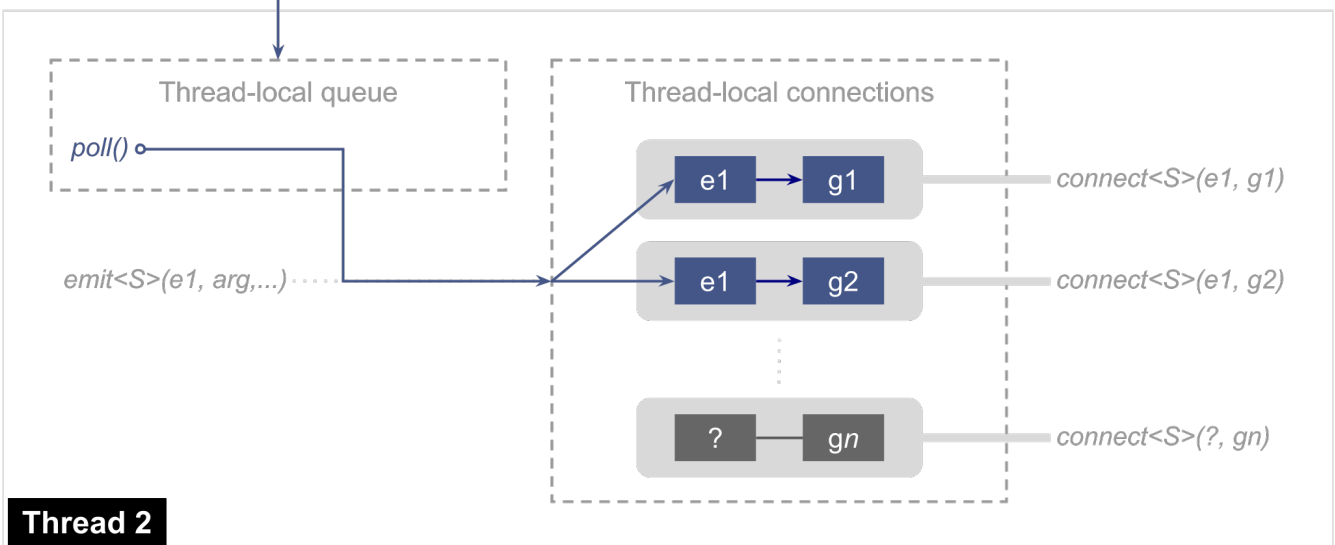 Thread-local queue
poll()
emit<S>(e1, arg,...)
Thread-local connections
e1 g1 connect<S>(e1, g1)
e1 g2 connect<S>(e1, g2)
? gn connect<S>(?, gn)
Thread 2